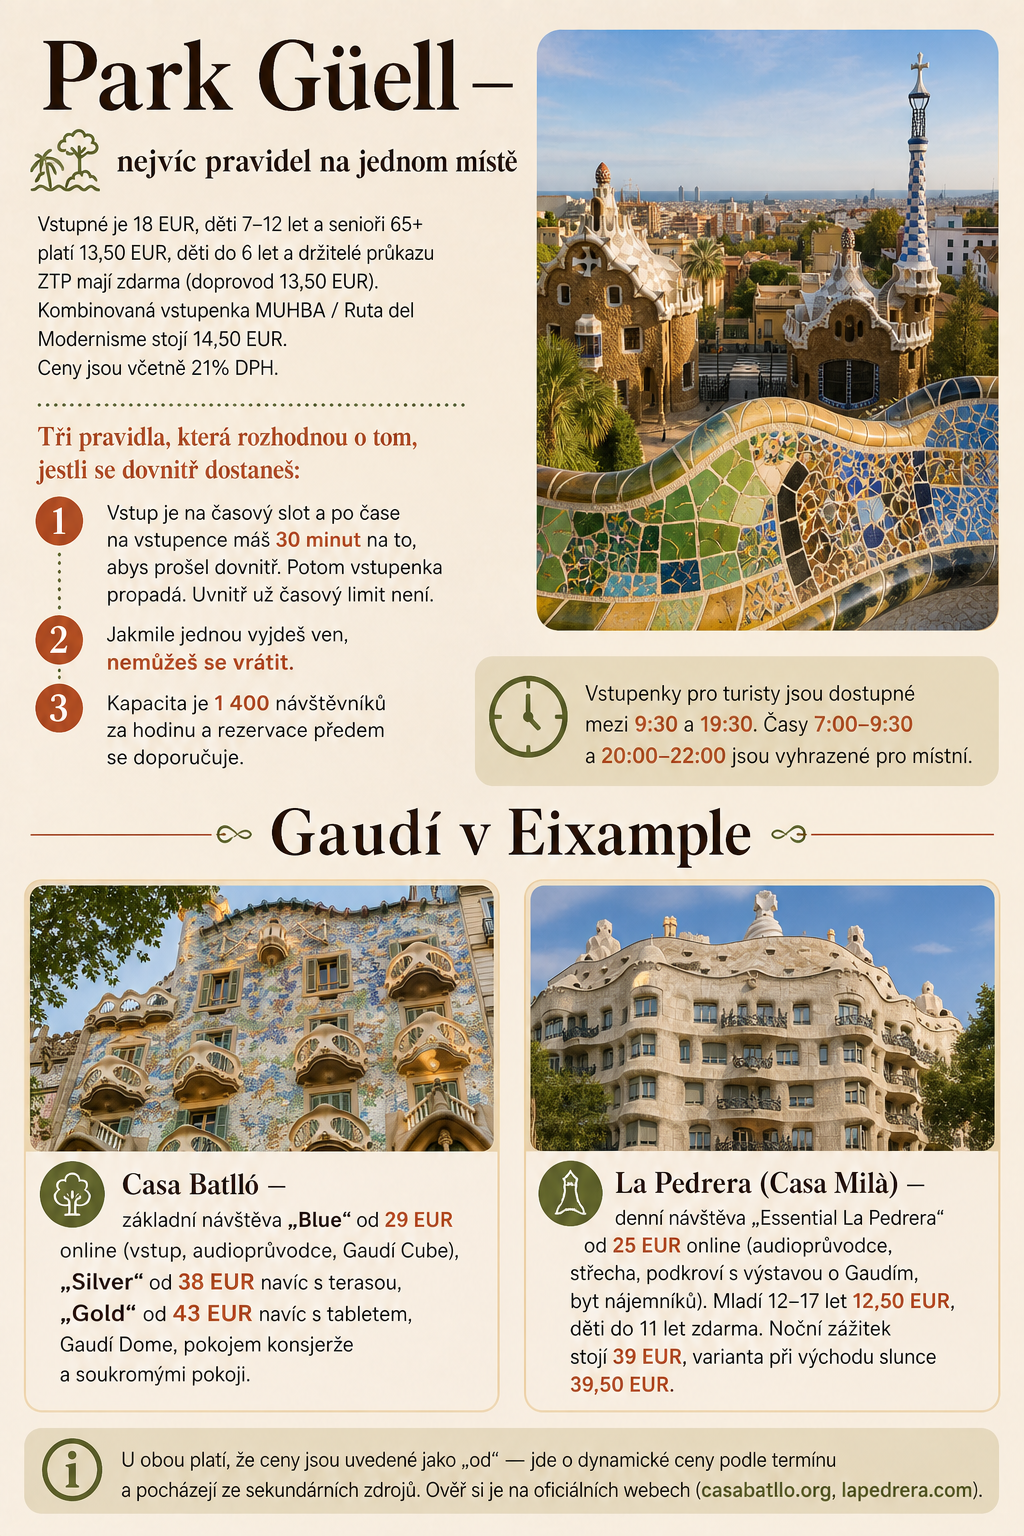 Park Güell –
nejvíc pravidel na jednom místě
Vstupné je 18 EUR, děti 7–12 let a senioři 65+
platí 13,50 EUR, děti do 6 let a držitelé průkazu
ZTP mají zdarma (doprovod 13,50 EUR).
Kombinovaná vstupenka MUHBA / Ruta del
Modernisme stojí 14,50 EUR.
Ceny jsou včetně 21% DPH.
Tři pravidla, která rozhodnou o tom,
jestli se dovnitř dostaneš:
1
Vstup je na časový slot a po čase
na vstupence máš 30 minut na to,
abys prošel dovnitř. Potom vstupenka
propadá. Uvnitř už časový limit není.
2
Jakmile jednou vyjdeš ven,
nemůžeš se vrátit.
3
Kapacita je 1 400 návštěvníků
za hodinu a rezervace předem
se doporučuje.
Vstupenky pro turisty jsou dostupné
mezi 9:30 a 19:30. Časy 7:00–9:30
a 20:00–22:00 jsou vyhrazené pro místní.
Gaudí v Eixample
Casa Batlló –
základní návštěva „Blue“ od 29 EUR
online (vstup, audioprůvodce, Gaudí Cube),
„Silver“ od 38 EUR navíc s terasou,
„Gold“ od 43 EUR navíc s tabletem,
Gaudí Dome, pokojem konsjerže
a soukromými pokoji.
La Pedrera (Casa Milà) –
denní návštěva „Essential La Pedrera“
od 25 EUR online (audioprůvodce,
střecha, podkroví s výstavou o Gaudím,
byt nájemníků). Mladí 12–17 let 12,50 EUR,
děti do 11 let zdarma. Noční zážitek
stojí 39 EUR, varianta při východu slunce
39,50 EUR.
U obou platí, že ceny jsou uvedené jako „od“ — jde o dynamické ceny podle termínu
a pocházejí ze sekundárních zdrojů. Ověř si je na oficiálních webech (casabatllo.org, lapedrera.com).